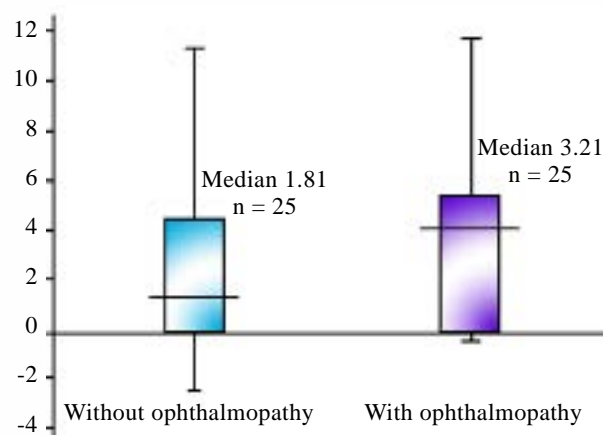 12
10
8
6
4
2
0
-2
-4
Median 1.81
n = 25
Median 3.21
n = 25
Without ophthalmopathy
With ophthalmopathy